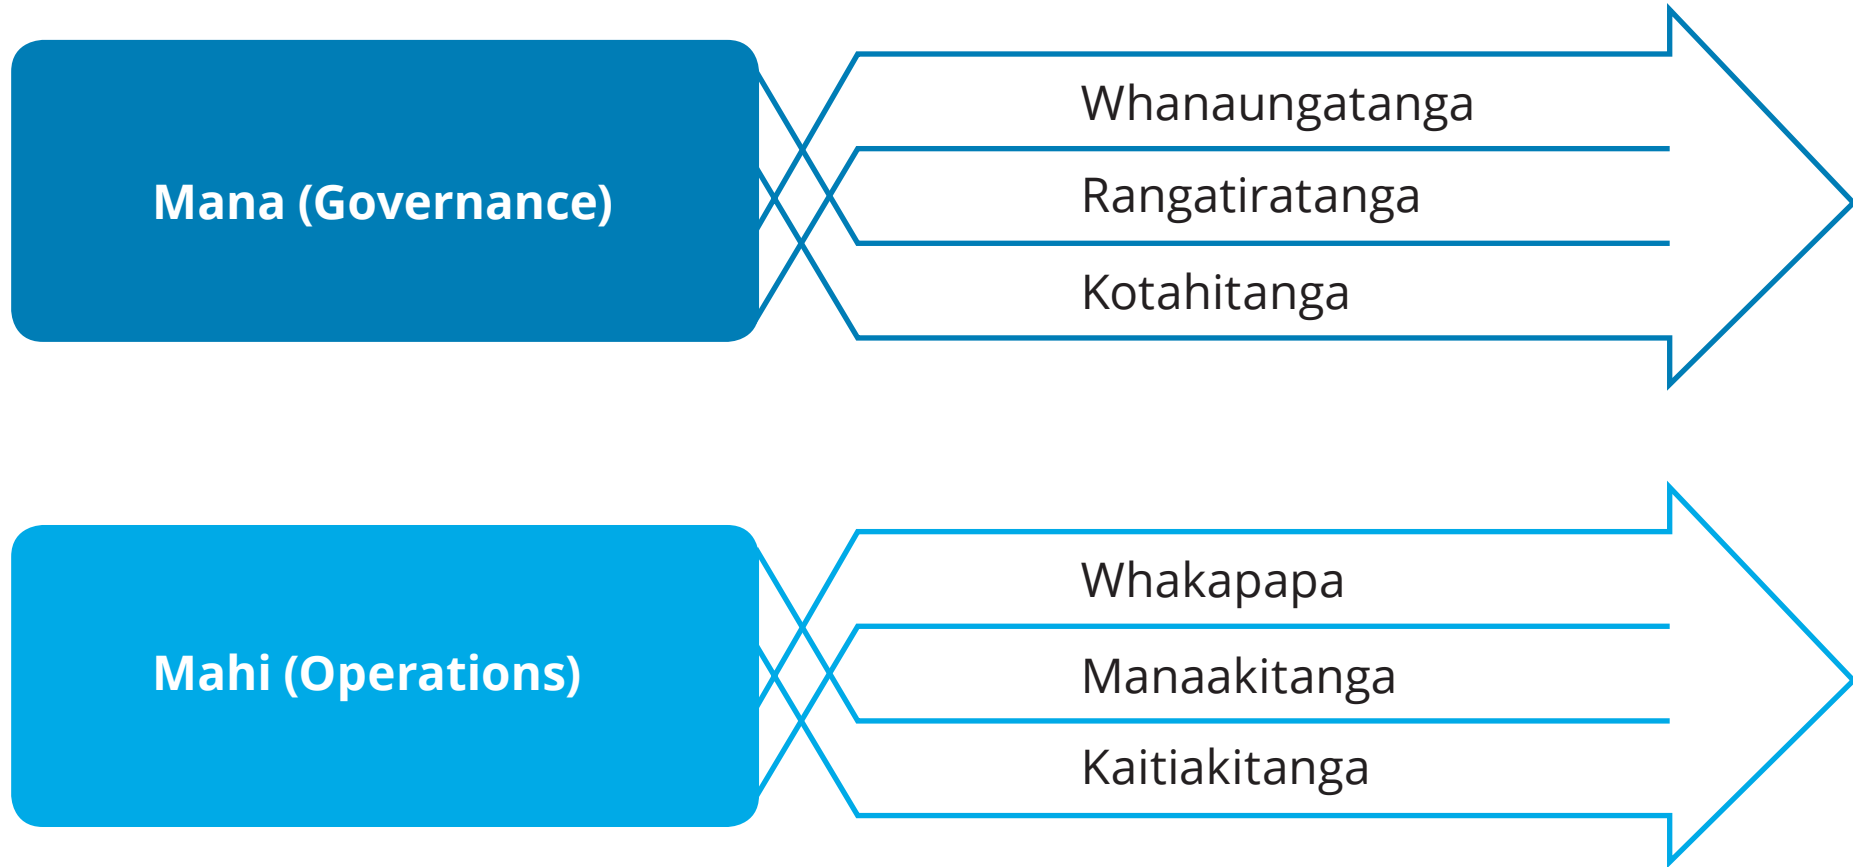 Mana (Governance)
Whanaungatanga
Rangatiratanga
Kotahitanga
Mahi (Operations)
Whakapapa
Manaakitanga
Kaitiakitanga